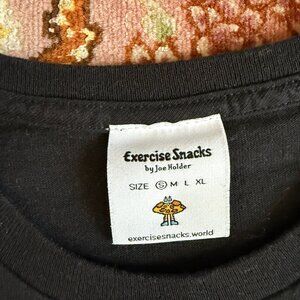 Exercise Snacks
by Joe Holder
SIZE S M L XL
exercisesnacks.world